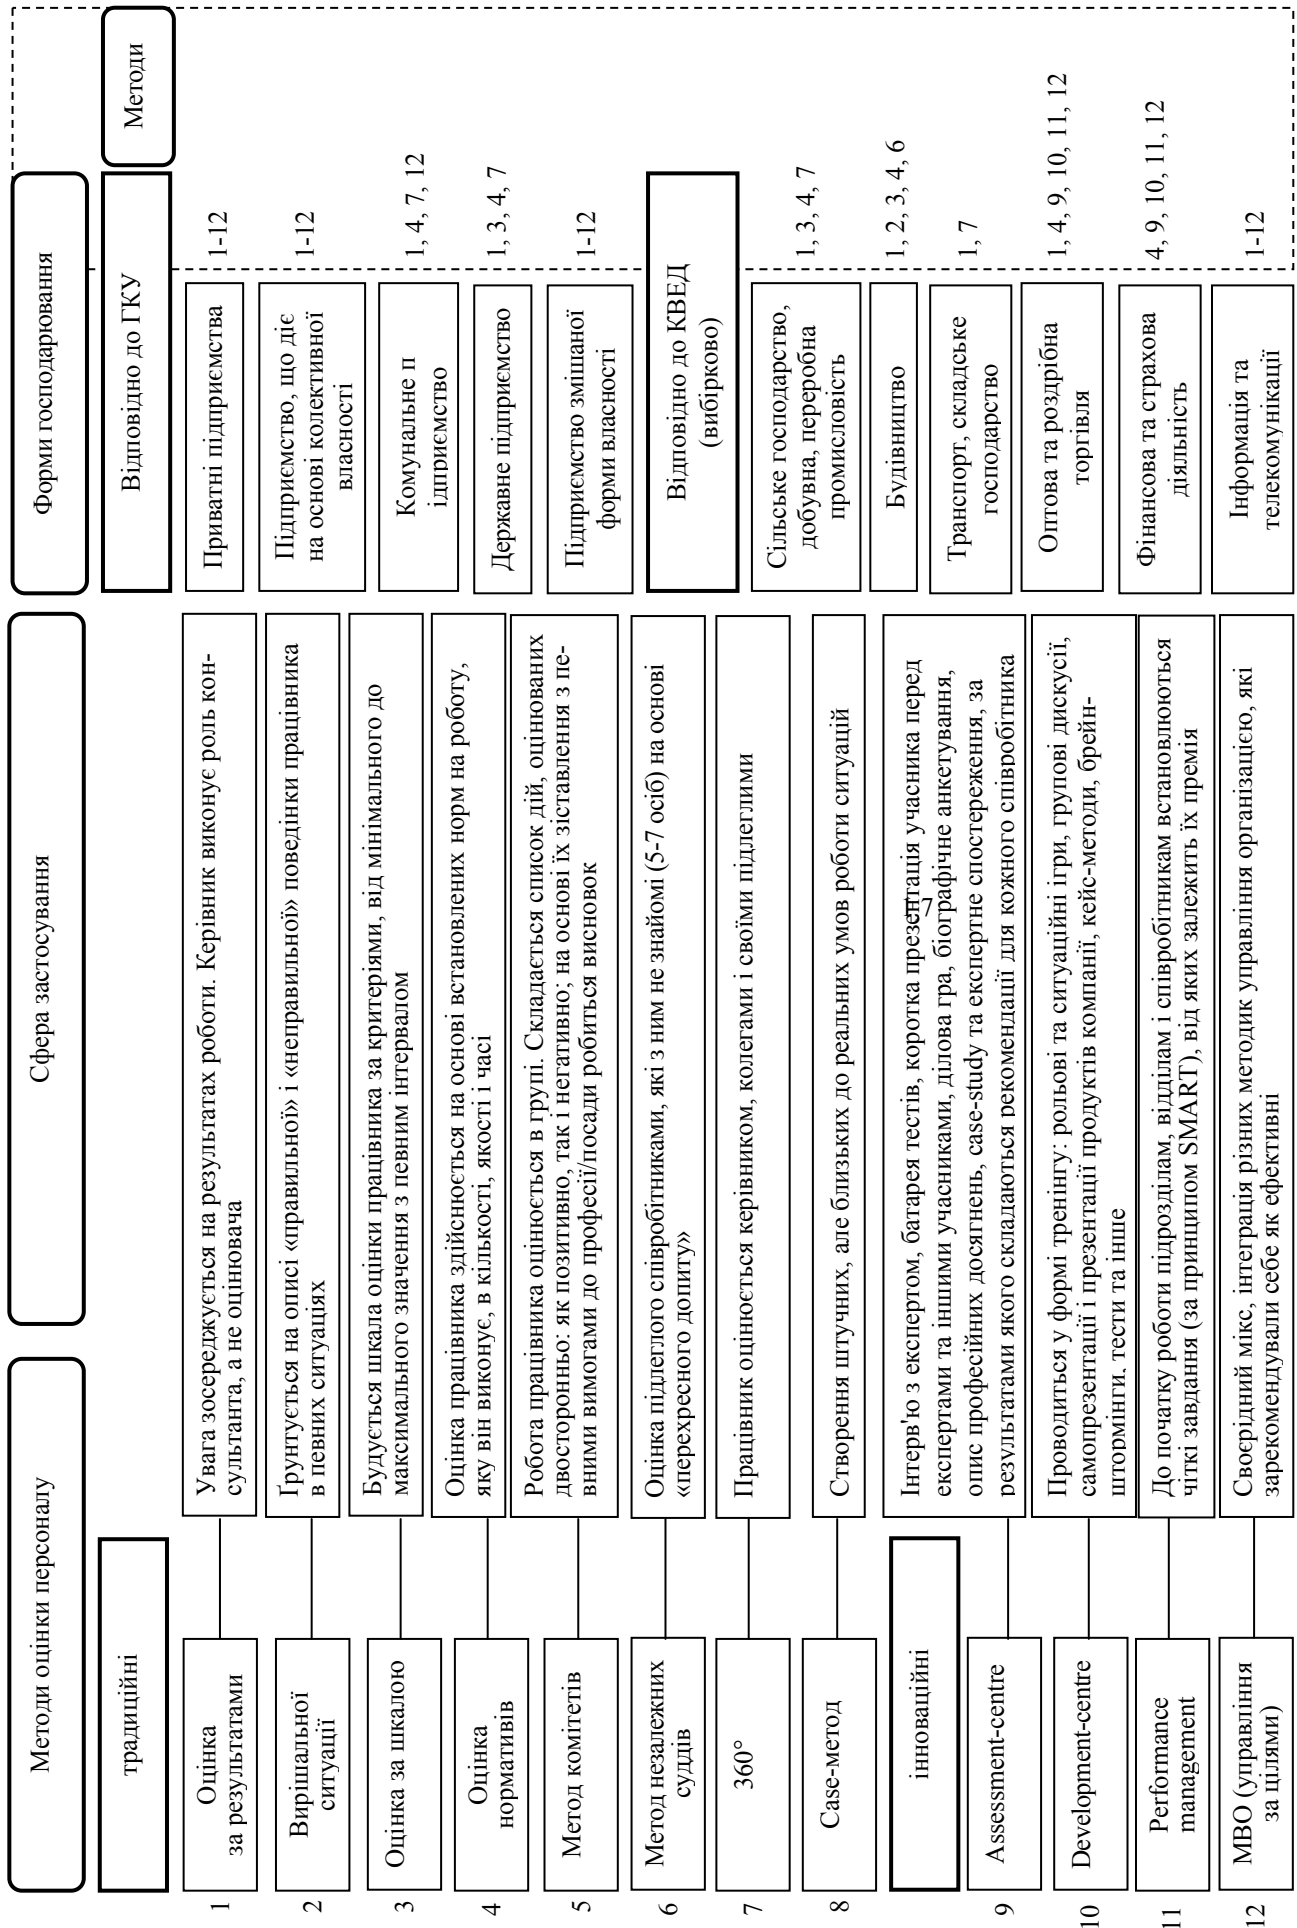 Методи оцінки персоналу
Сфера застосування
Форми господарювання
традиційні
Відповідно до ГКУ
Методи
1
Оцінка
за результатами
Увага зосереджується на результатах роботи. Керівник виконує роль кон-
сультанта, а не оцінювача
Приватні підприємства
1-12
2
Вирішальної
ситуації
Ґрунтується на описі «правильної» і «неправильної» поведінки працівника
в певних ситуаціях
Підприємство, що діє
на основі колективної
власності
1-12
3
Оцінка за шкалою
Будується шкала оцінки працівника за критеріями, від мінімального до
максимального значення з певним інтервалом
Комунальне п
ідприємство
1, 4, 7, 12
4
Оцінка
нормативів
Оцінка працівника здійснюється на основі встановлених норм на роботу,
яку він виконує, в кількості, якості і часі
Державне підприємство
1, 3, 4, 7
5
Метод комітетів
Робота працівника оцінюється в групі. Складається список дій, оцінюваних
двосторонньо: як позитивно, так і негативно; на основі їх зіставлення з пе-
вними вимогами до професії/посади робиться висновок
Підприємство змішаної
форми власності
1-12
6
Метод незалежних
суддів
Оцінка підлеглого співробітниками, які з ним не знайомі (5-7 осіб) на основі
«перехресного допиту»
Відповідно до КВЕД
(вибірково)
7
360°
Працівник оцінюється керівником, колегами і своїми підлеглими
Сільське господарство,
добувна, переробна
промисловість
1, 3, 4, 7
8
Case-метод
Створення штучних, але близьких до реальних умов роботи ситуацій
Будівництво
1, 2, 3, 4, 6
інноваційні
9
Assessment-centre
Інтерв'ю з експертом, батарея тестів, коротка презентація учасника перед
експертами та іншими учасниками, ділова гра, біографічне анкетування,
опис професійних досягнень, case-study та експертне спостереження, за
результатами якого складаються рекомендації для кожного співробітника
Транспорт, складське
господарство
1, 7
10
Development-centre
Проводиться у формі тренінгу: рольові та ситуаційні ігри, групові дискусії,
самопрезентації і презентації продуктів компанії, кейс-методи, брейн-
штормінги, тести та інше
Оптова та роздрібна
торгівля
1, 4, 9, 10, 11, 12
11
Performance
management
До початку роботи підрозділам, відділам і співробітникам встановлюються
чіткі завдання (за принципом SMART), від яких залежить їх премія
Фінансова та страхова
діяльність
4, 9, 10, 11, 12
12
МВО (управління
за цілями)
Своєрідний мікс, інтеграція різних методик управління організацією, які
зарекомендували себе як ефективні
Інформація та
телекомунікації
1-12